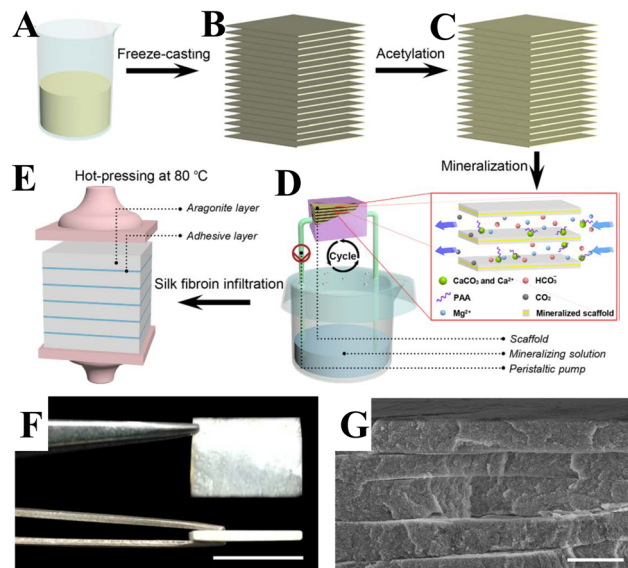 A
Freeze-casting
B
Acetylation
C
Mineralization
E
Hot-pressing at 80 °C
Aragonite layer
Adhesive layer
Silk fibroin infiltration
D
Cycle
CaCO₃ and Ca²⁺
HCO₃⁻
PAA
CO₂
Mg²⁺
Mineralized scaffold
Scaffold
Mineralizing solution
Peristaltic pump
F
G